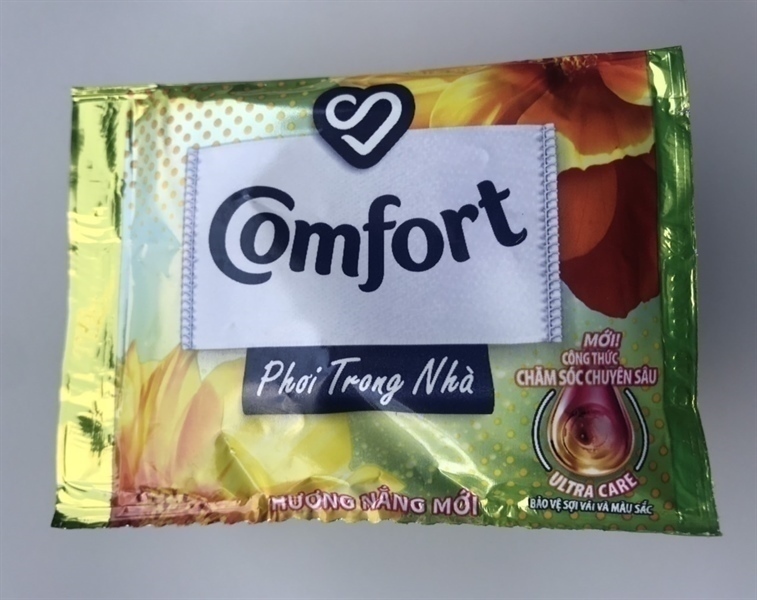 Comfort
Phơi Trong Nhà
MỚI!
CÔNG THỨC
CHĂM SÓC CHUYÊN SÂU
ULTRA CARE
BẢO VỆ SỢI VẢI VÀ MÀU SẮC
HƯƠNG NẮNG MỚI